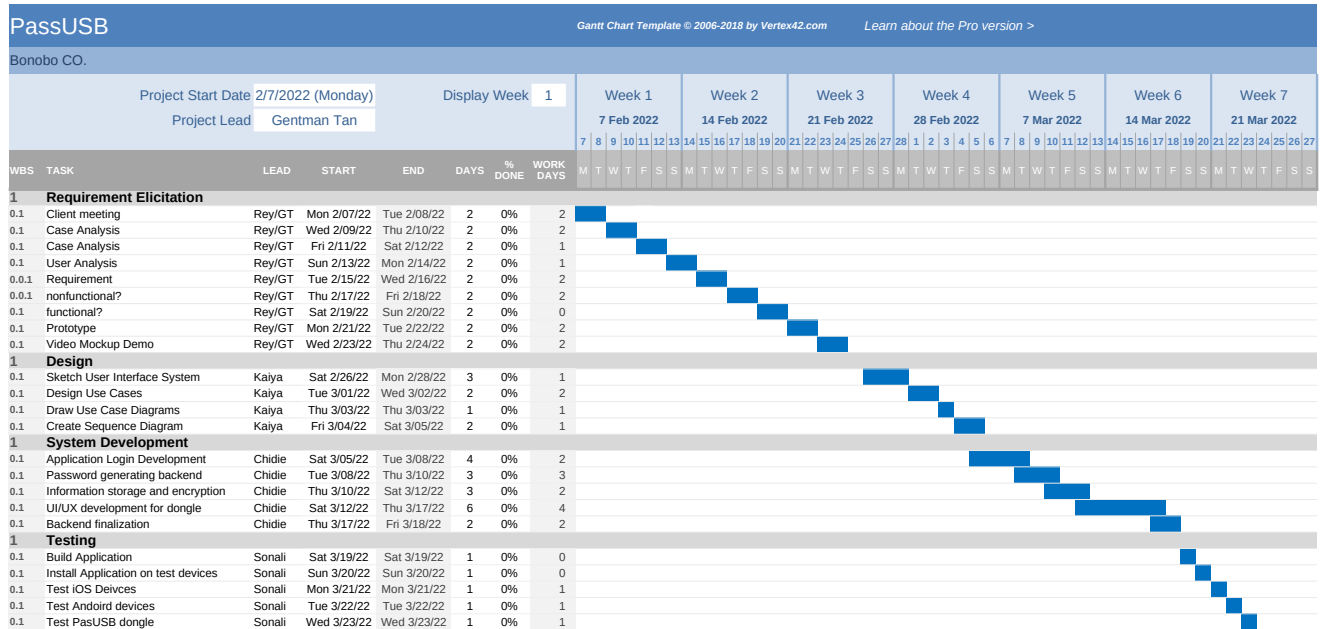 PassUSB Gantt Chart Template © 2006-2018 by Vertex42.com Learn about the Pro version >
Bonobo CO.
Project Start Date 2/7/2022 (Monday) Display Week 1 Week 1 Week 2 Week 3 Week 4 Week 5 Week 6 Week 7
Project Lead Gentman Tan 7 Feb 2022 14 Feb 2022 21 Feb 2022 28 Feb 2022 7 Mar 2022 14 Mar 2022 21 Mar 2022
7 8 9 10 11 12 13 14 15 16 17 18 19 20 21 22 23 24 25 26 27 28 1 2 3 4 5 6 7 8 9 10 11 12 13 14 15 16 17 18 19 20 21 22 23 24 25 26 27
WBS TASK LEAD START END DAYS % DONE WORK DAYS M T W T F S S M T W T F S S M T W T F S S M T W T F S S M T W T F S S M T W T F S S M T W T F S S
1 Requirement Elicitation
0.1 Client meeting Rey/GT Mon 2/07/22 Tue 2/08/22 2 0% 2
0.1 Case Analysis Rey/GT Wed 2/09/22 Thu 2/10/22 2 0% 2
0.1 Case Analysis Rey/GT Fri 2/11/22 Sat 2/12/22 2 0% 1
0.1 User Analysis Rey/GT Sun 2/13/22 Mon 2/14/22 2 0% 1
0.0.1 Requirement Rey/GT Tue 2/15/22 Wed 2/16/22 2 0% 2
0.0.1 nonfunctional? Rey/GT Thu 2/17/22 Fri 2/18/22 2 0% 2
0.1 functional? Rey/GT Sat 2/19/22 Sun 2/20/22 2 0% 0
0.1 Prototype Rey/GT Mon 2/21/22 Tue 2/22/22 2 0% 2
0.1 Video Mockup Demo Rey/GT Wed 2/23/22 Thu 2/24/22 2 0% 2
1 Design
0.1 Sketch User Interface System Kaiya Sat 2/26/22 Mon 2/28/22 3 0% 1
0.1 Design Use Cases Kaiya Tue 3/01/22 Wed 3/02/22 2 0% 2
0.1 Draw Use Case Diagrams Kaiya Thu 3/03/22 Thu 3/03/22 1 0% 1
0.1 Create Sequence Diagram Kaiya Fri 3/04/22 Sat 3/05/22 2 0% 1
1 System Development
0.1 Application Login Development Chidie Sat 3/05/22 Tue 3/08/22 4 0% 2
0.1 Password generating backend Chidie Tue 3/08/22 Thu 3/10/22 3 0% 3
0.1 Information storage and encryption Chidie Thu 3/10/22 Sat 3/12/22 3 0% 2
0.1 UI/UX development for dongle Chidie Sat 3/12/22 Thu 3/17/22 6 0% 4
0.1 Backend finalization Chidie Thu 3/17/22 Fri 3/18/22 2 0% 2
1 Testing
0.1 Build Application Sonali Sat 3/19/22 Sat 3/19/22 1 0% 0
0.1 Install Application on test devices Sonali Sun 3/20/22 Sun 3/20/22 1 0% 0
0.1 Test iOS Deivces Sonali Mon 3/21/22 Mon 3/21/22 1 0% 1
0.1 Test Andoird devices Sonali Tue 3/22/22 Tue 3/22/22 1 0% 1
0.1 Test PasUSB dongle Sonali Wed 3/23/22 Wed 3/23/22 1 0% 1